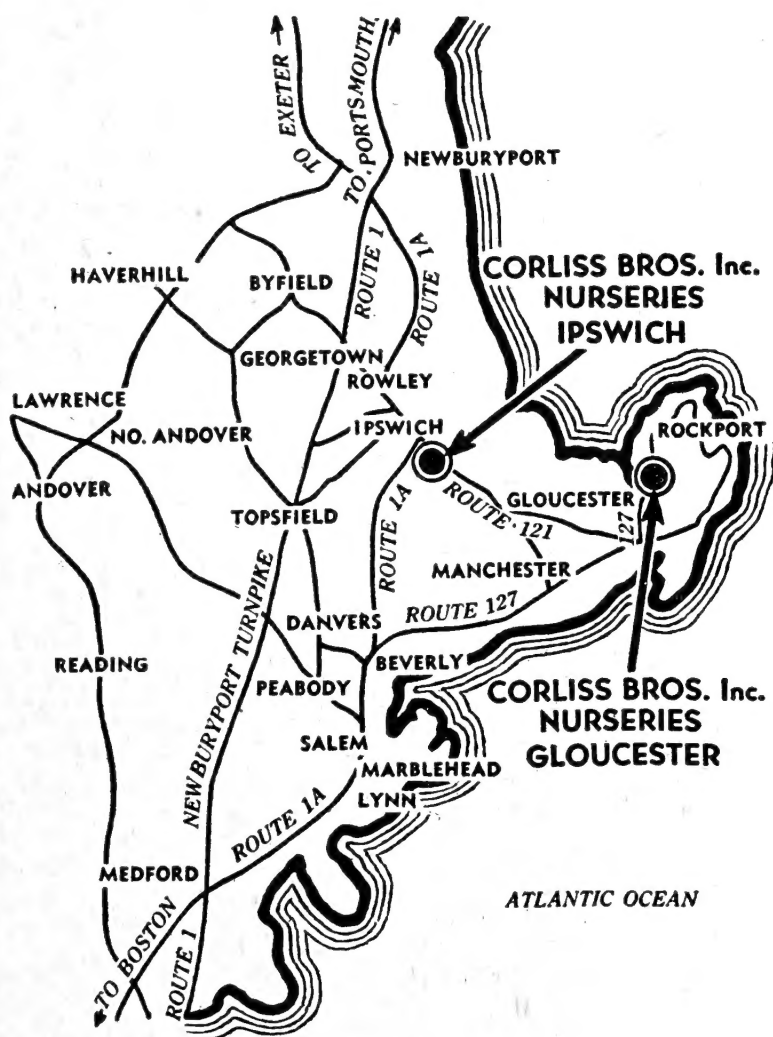 TO EXETER
TO PORTSMOUTH
NEWBURYPORT
ROUTE 1
ROUTE 1A
HAVERHILL
BYFIELD
CORLISS BROS. Inc.
NURSERIES
IPSWICH
GEORGETOWN
ROWLEY
LAWRENCE
NO. ANDOVER
IPSWICH
ROCKPORT
ANDOVER
TOPSFIELD
ROUTE 1A
ROUTE 121
GLOUCESTER
127
MANCHESTER
NEWBURYPORT TURNPIKE
DANVERS
ROUTE 127
READING
BEVERLY
PEABODY
CORLISS BROS. Inc.
NURSERIES
GLOUCESTER
SALEM
MARBLEHEAD
LYNN
ROUTE 1A
MEDFORD
ATLANTIC OCEAN
TO BOSTON
ROUTE 1